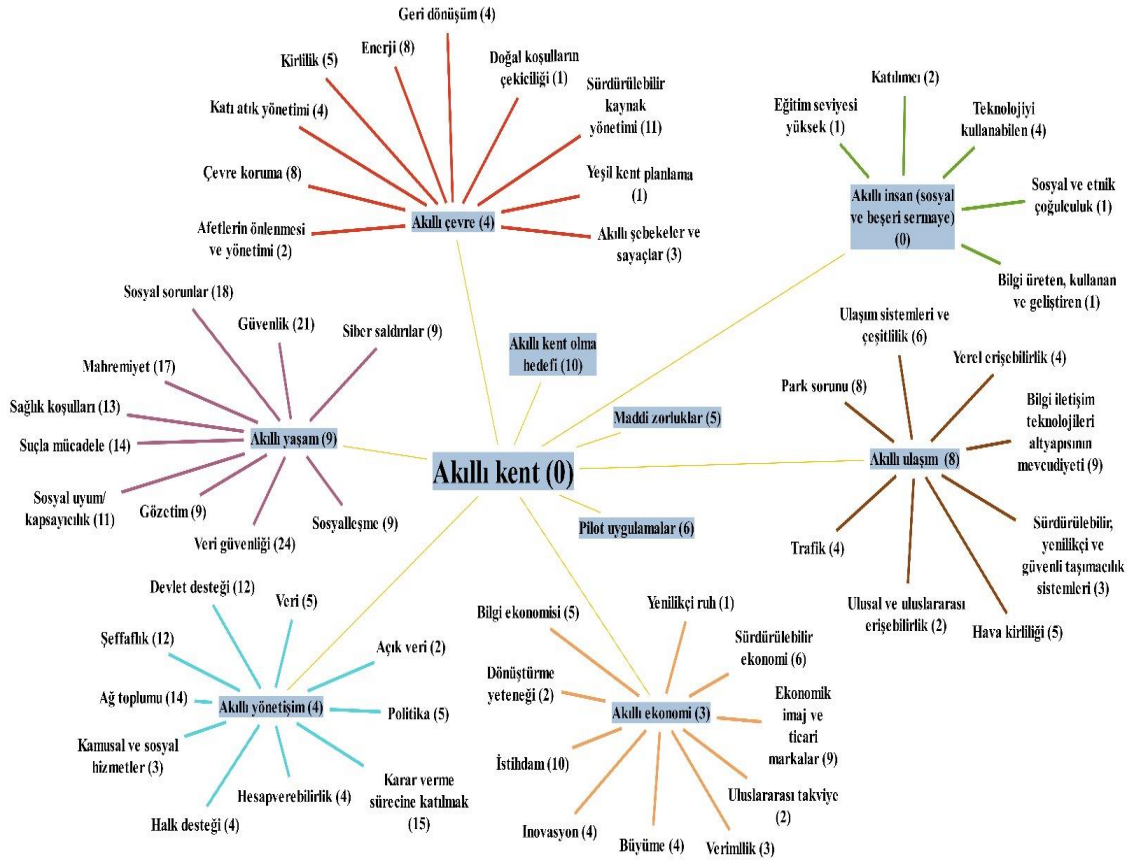 Geri dönüşüm (4)
Enerji (8)
Kirlilik (5)
Doğal koşulların
çekiciliği (1)
Katı atık yönetimi (4)
Sürdürülebilir
kaynak
yönetimi (11)
Çevre koruma (8)
Yeşil kent planlama
(1)
Afetlerin önlenmesi
ve yönetimi (2)
Akıllı çevre (4)
Akıllı şebekeler ve
sayaçlar (3)
Katılımcı (2)
Eğitim seviyesi
yüksek (1)
Teknolojiyi
kullanabilen (4)
Akıllı insan (sosyal
ve beşeri sermaye)
(0)
Sosyal ve etnik
çoğulculuk (1)
Bilgi üreten, kullanan
ve geliştiren (1)
Sosyal sorunlar (18)
Güvenlik (21)
Siber saldırılar (9)
Mahremiyet (17)
Sağlık koşulları (13)
Suçla mücadele (14)
Akıllı yaşam (9)
Sosyal uyum/
kapsayıcılık (11)
Gözetim (9)
Veri güvenliği (24)
Sosyalleşme (9)
Akıllı kent olma
hedefi (10)
Maddi zorluklar (5)
Akıllı kent (0)
Pilot uygulamalar (6)
Ulaşım sistemleri ve
çeşitlilik (6)
Yerel erişebilirlik (4)
Park sorunu (8)
Bilgi iletişim
teknolojileri
altyapısının
mevcudiyeti (9)
Akıllı ulaşım (8)
Trafik (4)
Sürdürülebilir,
yenilikçi ve
güvenli taşımacılık
sistemleri (3)
Ulusal ve uluslararası
erişebilirlik (2)
Hava kirliliği (5)
Devlet desteği (12)
Veri (5)
Şeffaflık (12)
Açık veri (2)
Ağ toplumu (14)
Akıllı yönetişim (4)
Politika (5)
Kamusal ve sosyal
hizmetler (3)
Hesapverebilirlik (4)
Karar verme
sürecine katılmak
(15)
Halk desteği (4)
Bilgi ekonomisi (5)
Yenilikçi ruh (1)
Sürdürülebilir
ekonomi (6)
Dönüştürme
yeteneği (2)
Akıllı ekonomi (3)
Ekonomik
imaj ve
ticari
markalar (9)
İstihdam (10)
Uluslararası takviye
(2)
Inovasyon (4)
Büyüme (4)
Verimlilik (3)